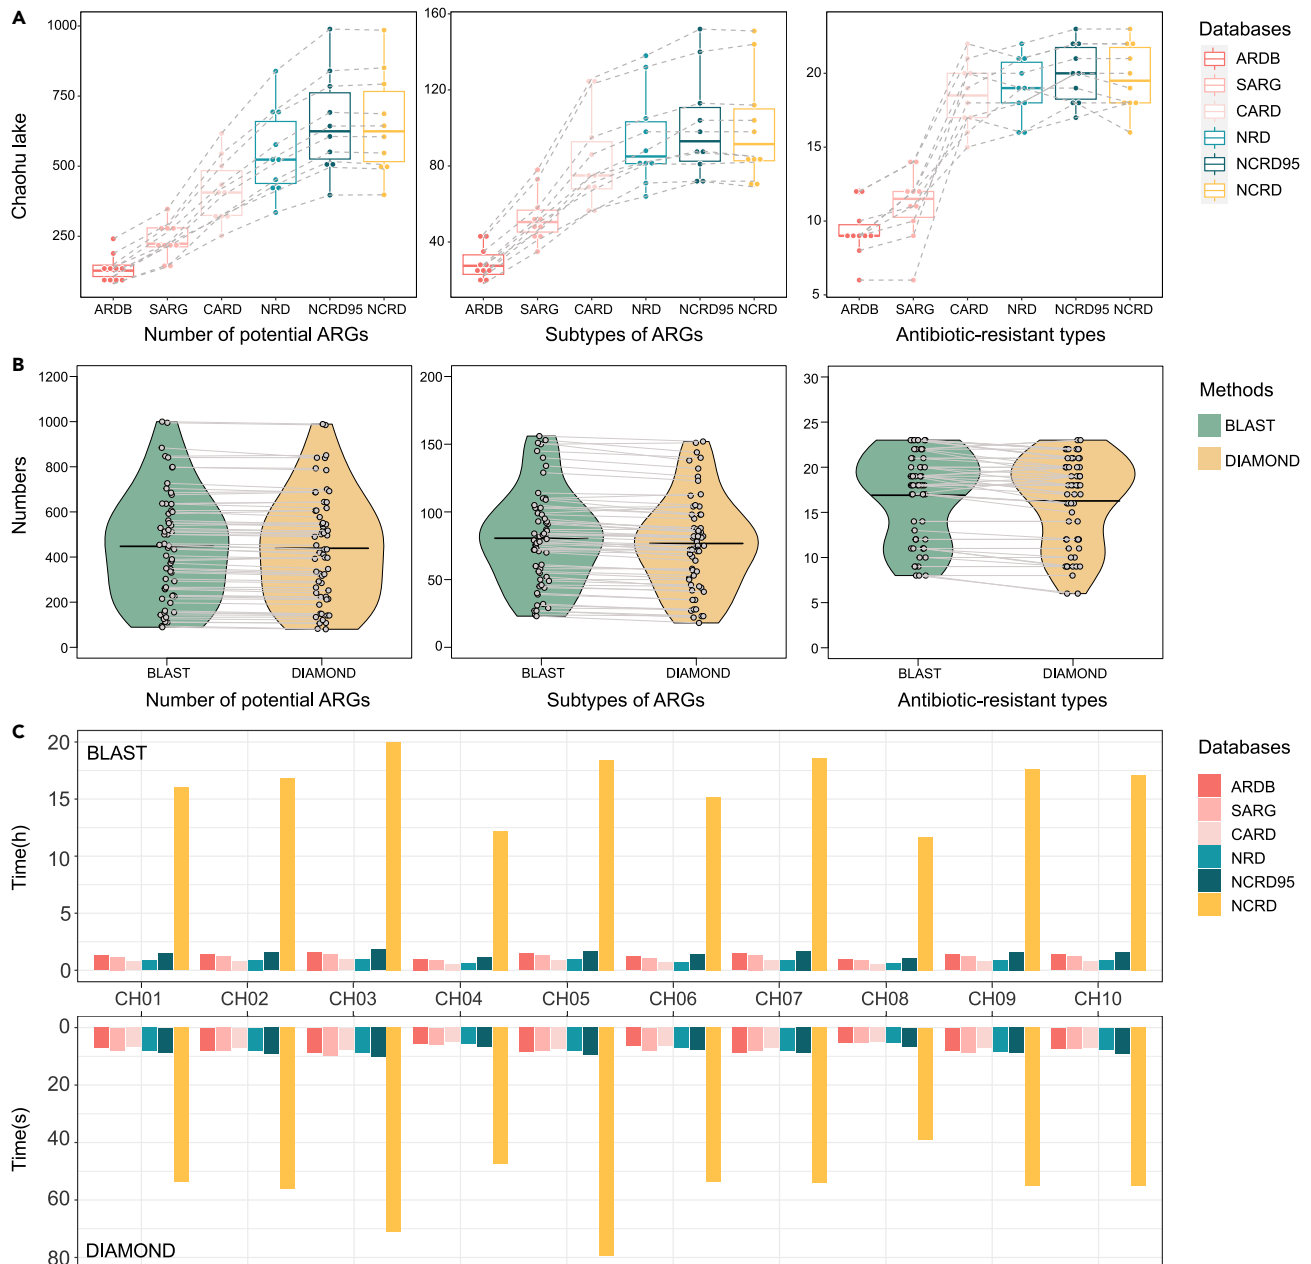 A
Chaohu lake
1000
750
500
250
ARDB SARG CARD NRD NCRD95 NCRD
Number of potential ARGs
160
120
80
40
ARDB SARG CARD NRD NCRD95 NCRD
Subtypes of ARGs
20
15
10
5
ARDB SARG CARD NRD NCRD95 NCRD
Antibiotic-resistant types
Databases
ARDB
SARG
CARD
NRD
NCRD95
NCRD
B
Numbers
1200
1000
800
600
400
200
0
BLAST DIAMOND
Number of potential ARGs
200
150
100
50
0
BLAST DIAMOND
Subtypes of ARGs
30
25
20
15
10
5
0
BLAST DIAMOND
Antibiotic-resistant types
Methods
BLAST
DIAMOND
C
BLAST
Time(h)
20
15
10
5
0
CH01 CH02 CH03 CH04 CH05 CH06 CH07 CH08 CH09 CH10
Time(s)
0
20
40
60
80
DIAMOND
Databases
ARDB
SARG
CARD
NRD
NCRD95
NCRD